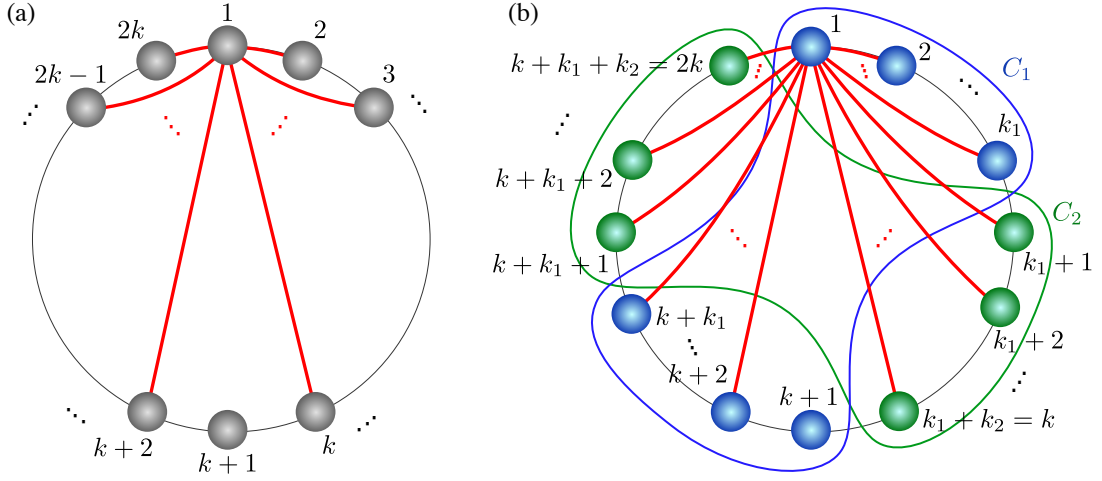 (a)
1
2k
2
2k − 1
3
k + 2
k + 1
k
(b)
1
k + k₁ + k₂ = 2k
2
C₁
k₁
k + k₁ + 2
C₂
k + k₁ + 1
k₁ + 1
k + k₁
k₁ + 2
k + 2
k + 1
k₁ + k₂ = k